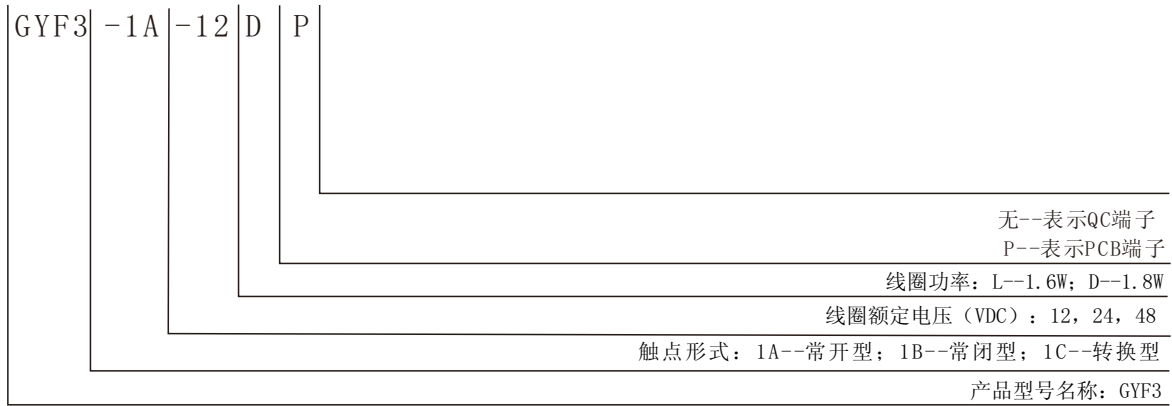 GYF3 -1A -12 D P
无--表示QC端子
P--表示PCB端子
线圈功率：L--1.6W；D--1.8W
线圈额定电压（VDC）：12，24，48
触点形式：1A--常开型；1B--常闭型；1C--转换型
产品型号名称：GYF3